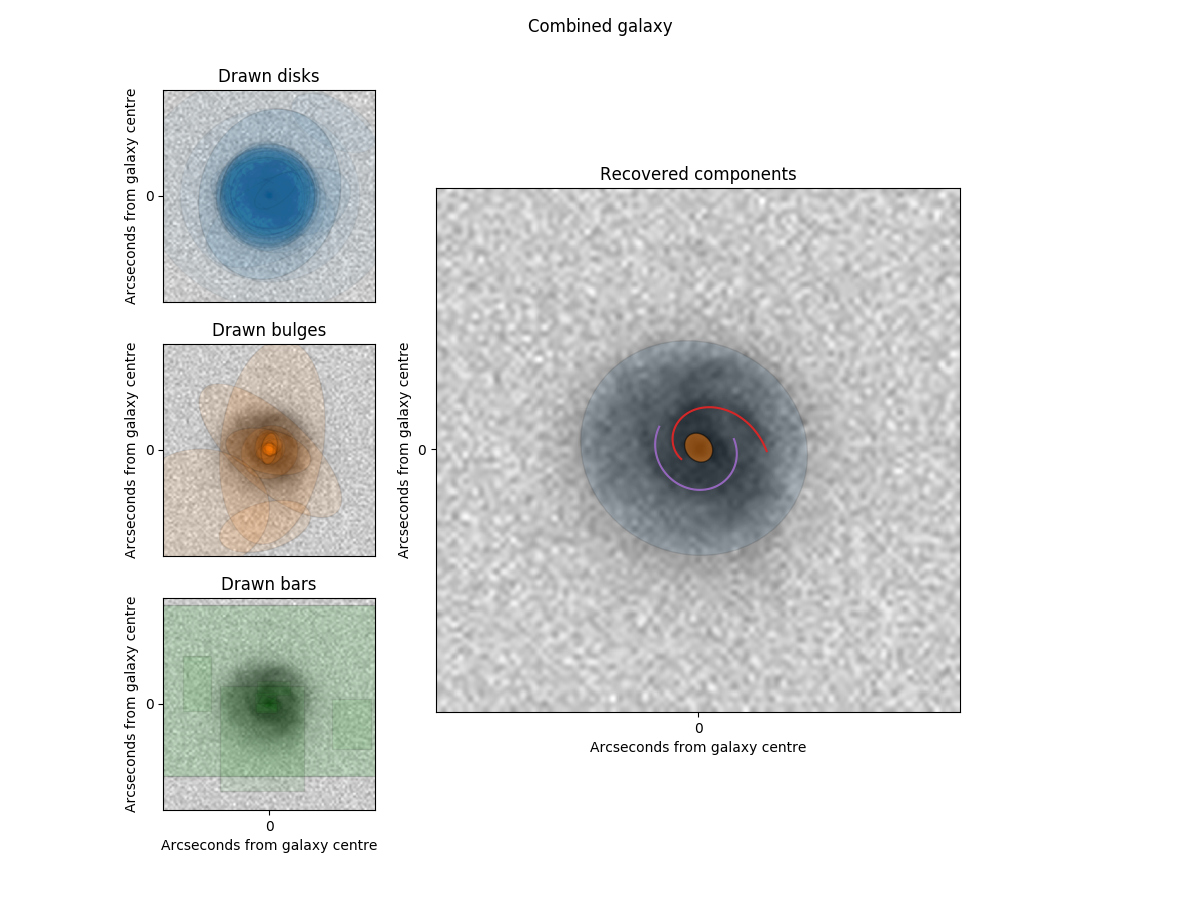 Combined galaxy
Drawn disks
Arcseconds from galaxy centre
0
Drawn bulges
Arcseconds from galaxy centre
0
Drawn bars
Arcseconds from galaxy centre
0
0
Arcseconds from galaxy centre
Recovered components
Arcseconds from galaxy centre
0
0
Arcseconds from galaxy centre